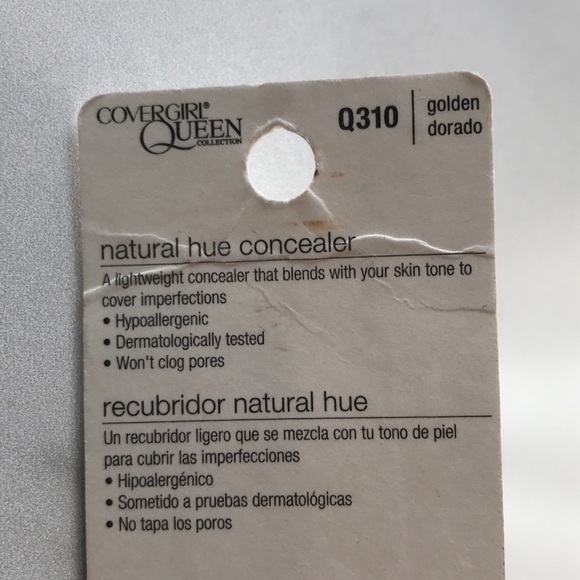 COVERGIRL®
QUEEN
COLLECTION
Q310
golden
dorado
natural hue concealer
A lightweight concealer that blends with your skin tone to
cover imperfections
• Hypoallergenic
• Dermatologically tested
• Won't clog pores
recubridor natural hue
Un recubridor ligero que se mezcla con tu tono de piel
para cubrir las imperfecciones
• Hipoalergénico
• Sometido a pruebas dermatológicas
• No tapa los poros